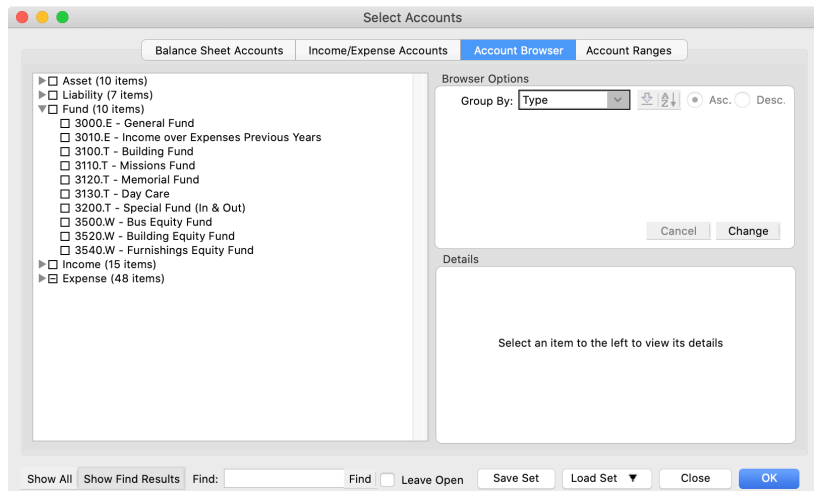 Select Accounts
Balance Sheet Accounts Income/Expense Accounts Account Browser Account Ranges
Asset (10 items)
Liability (7 items)
Fund (10 items)
3000.E - General Fund
3010.E - Income over Expenses Previous Years
3100.T - Building Fund
3110.T - Missions Fund
3120.T - Memorial Fund
3130.T - Day Care
3200.T - Special Fund (In & Out)
3500.W - Bus Equity Fund
3520.W - Building Equity Fund
3540.W - Furnishings Equity Fund
Income (15 items)
Expense (48 items)
Browser Options
Group By: Type A Z Asc. Desc.
Cancel Change
Details
Select an item to the left to view its details
Show All Show Find Results Find: Find Leave Open Save Set Load Set ▼ Close OK